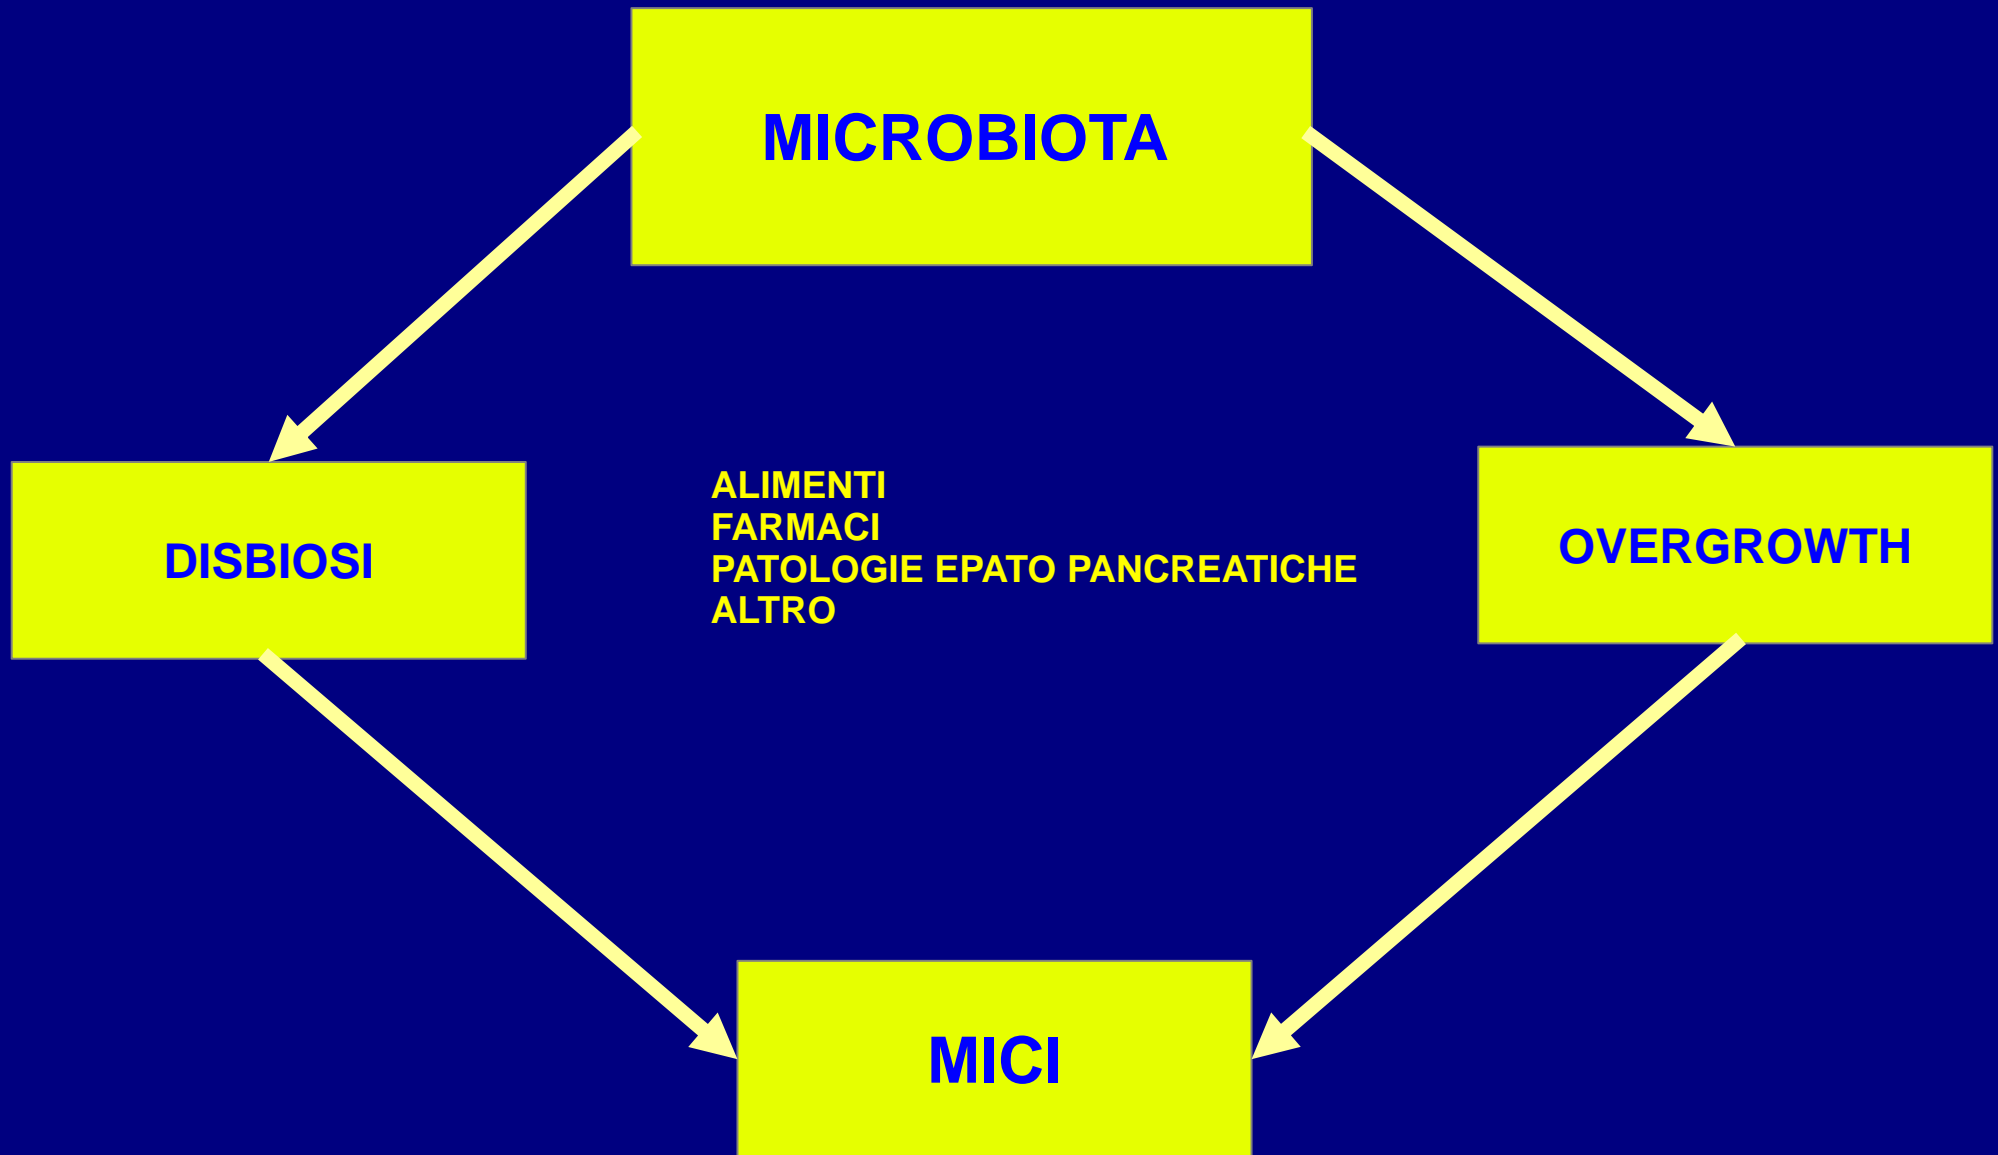 MICROBIOTA
DISBIOSI
ALIMENTI
FARMACI
PATOLOGIE EPATO PANCREATICHE
ALTRO
OVERGROWTH
MICI